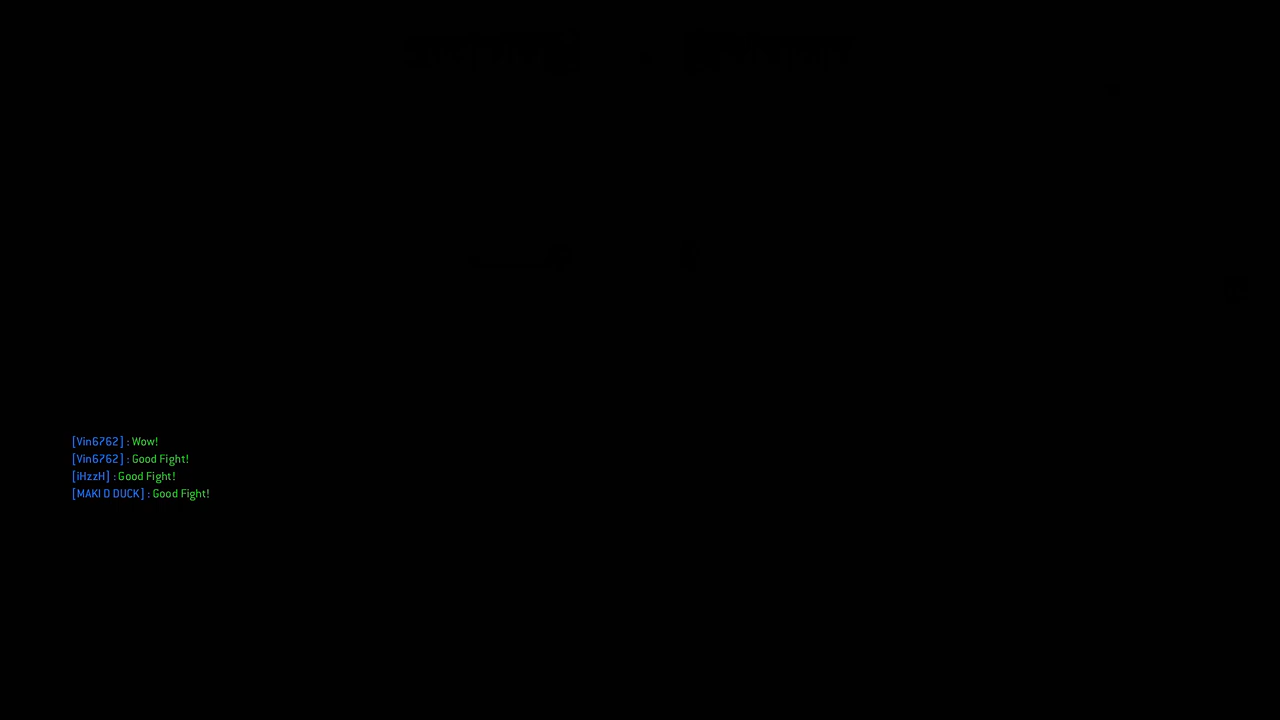 [Vin6762] : Wow!
[Vin6762] : Good Fight!
[iHzzH] : Good Fight!
[MAKI D DUCK] : Good Fight!